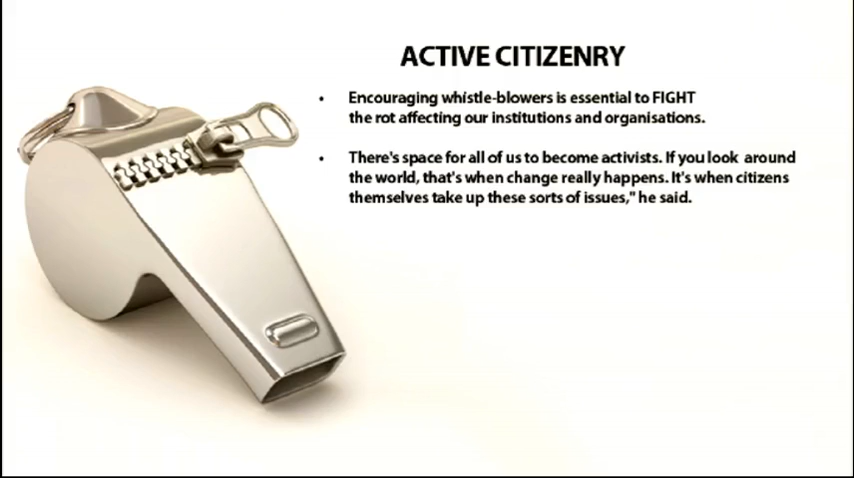 ACTIVE CITIZENRY
• Encouraging whistle-blowers is essential to FIGHT
the rot affecting our institutions and organisations.
• There's space for all of us to become activists. If you look around
the world, that's when change really happens. It's when citizens
themselves take up these sorts of issues," he said.